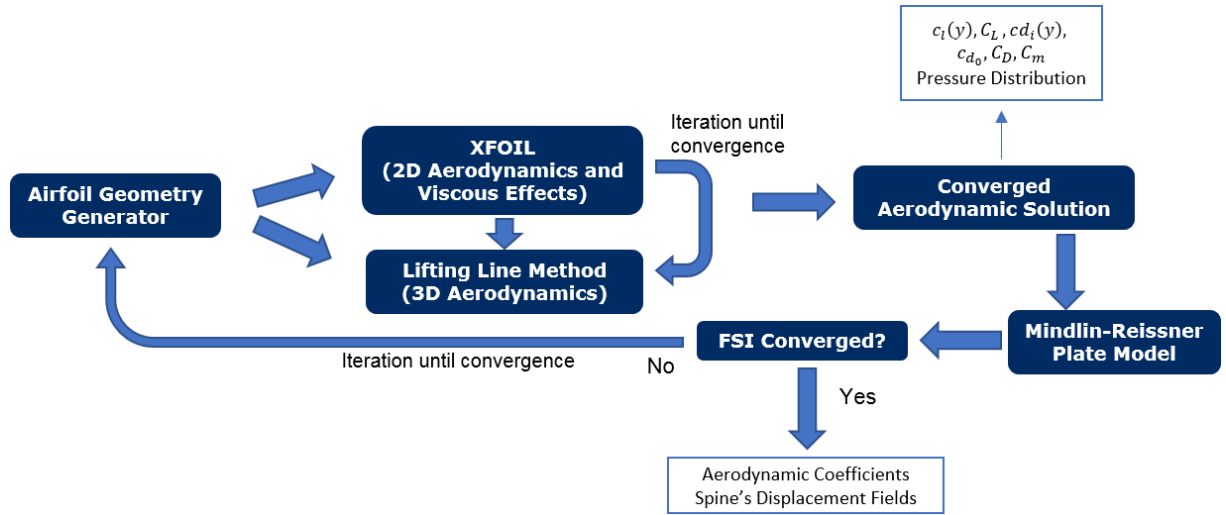 c_l(y), C_L, cd_i(y),
c_{d_0}, C_D, C_m
Pressure Distribution
Iteration until
convergence
XFOIL
(2D Aerodynamics and
Viscous Effects)
Airfoil Geometry
Generator
Converged
Aerodynamic Solution
Lifting Line Method
(3D Aerodynamics)
Mindlin-Reissner
Plate Model
FSI Converged?
Iteration until convergence
No
Yes
Aerodynamic Coefficients
Spine’s Displacement Fields